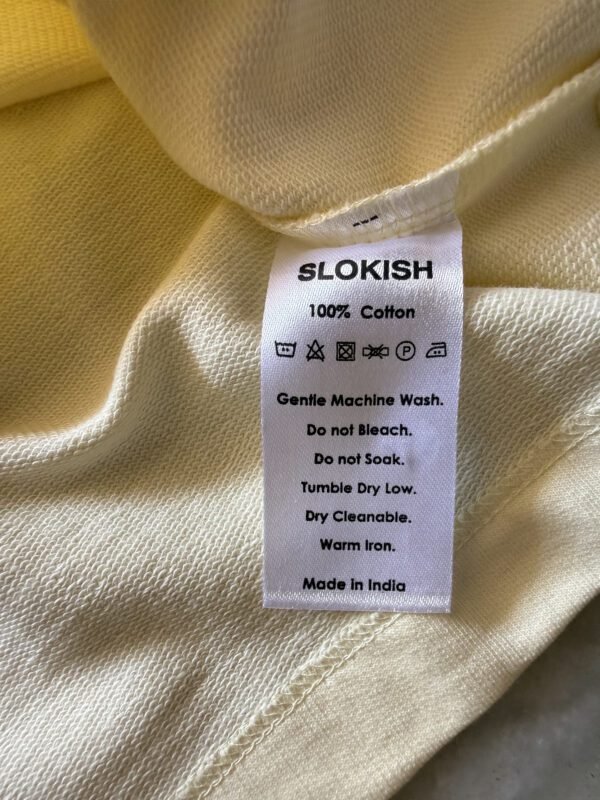 SLOKISH
100% Cotton
P
Gentle Machine Wash.
Do not Bleach.
Do not Soak.
Tumble Dry Low.
Dry Cleanable.
Warm Iron.
Made in India